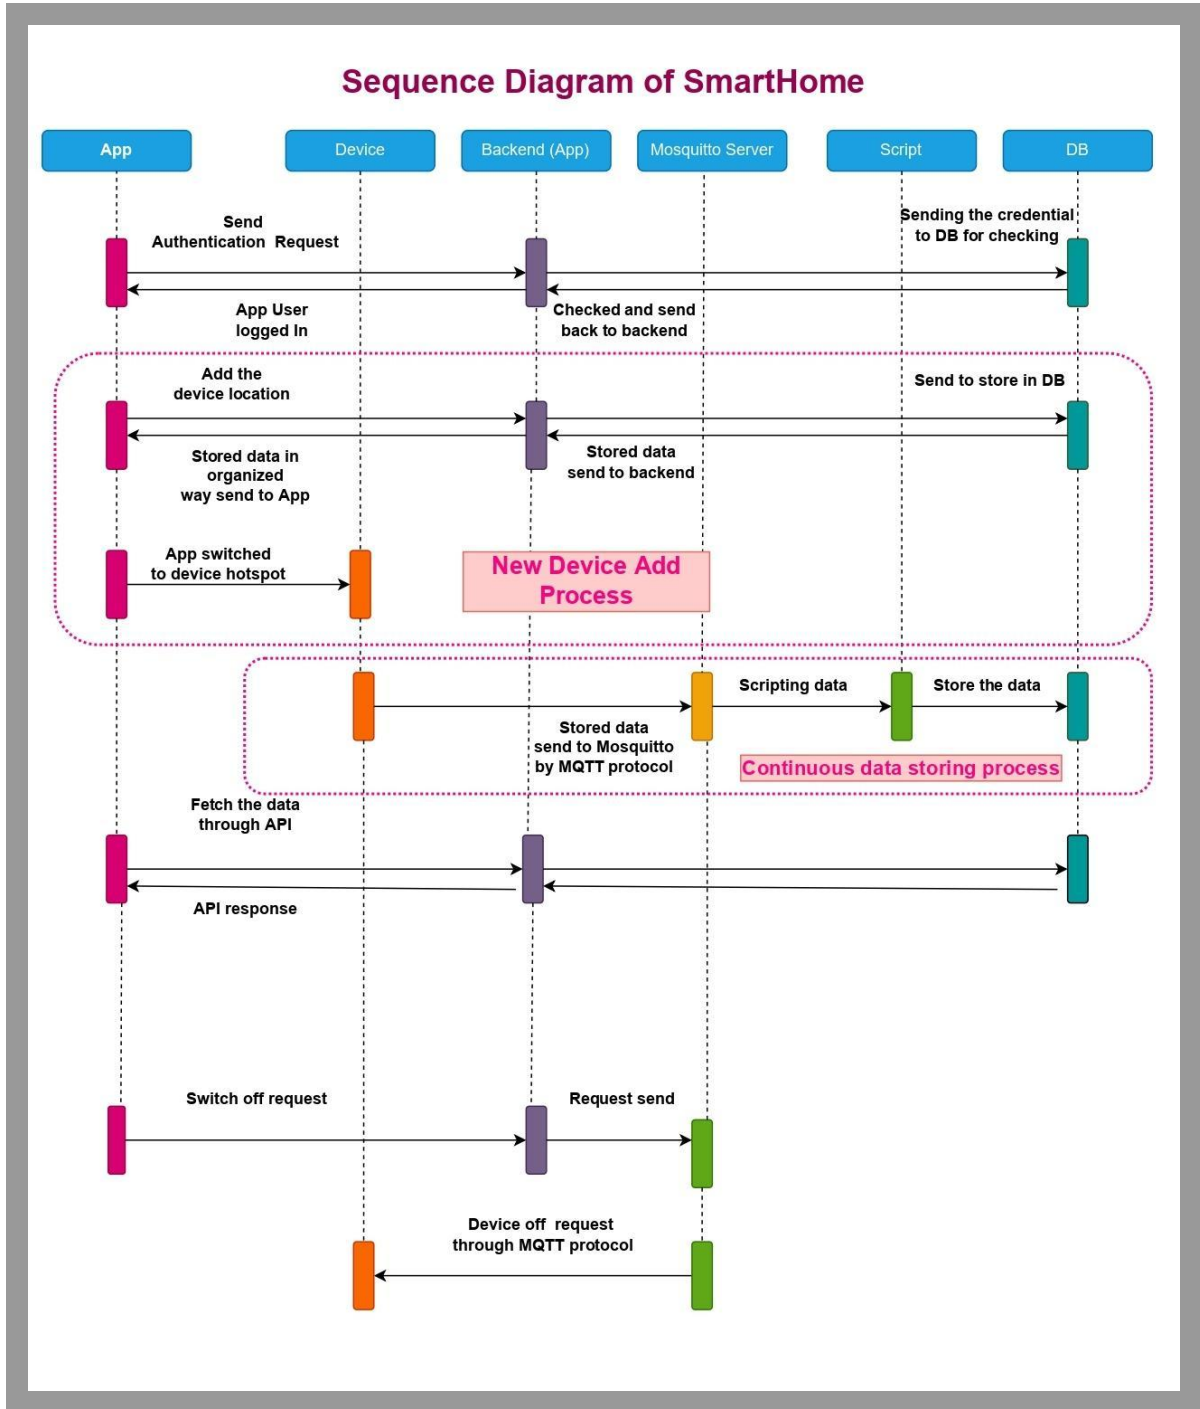 Sequence Diagram of SmartHome
App
Device
Backend (App)
Mosquitto Server
Script
DB
Send
Authentication Request
Sending the credential
to DB for checking
App User
logged In
Checked and send
back to backend
Add the
device location
Send to store in DB
Stored data in
organized
way send to App
Stored data
send to backend
App switched
to device hotspot
New Device Add
Process
Scripting data
Store the data
Stored data
send to Mosquitto
by MQTT protocol
Continuous data storing process
Fetch the data
through API
API response
Switch off request
Request send
Device off request
through MQTT protocol